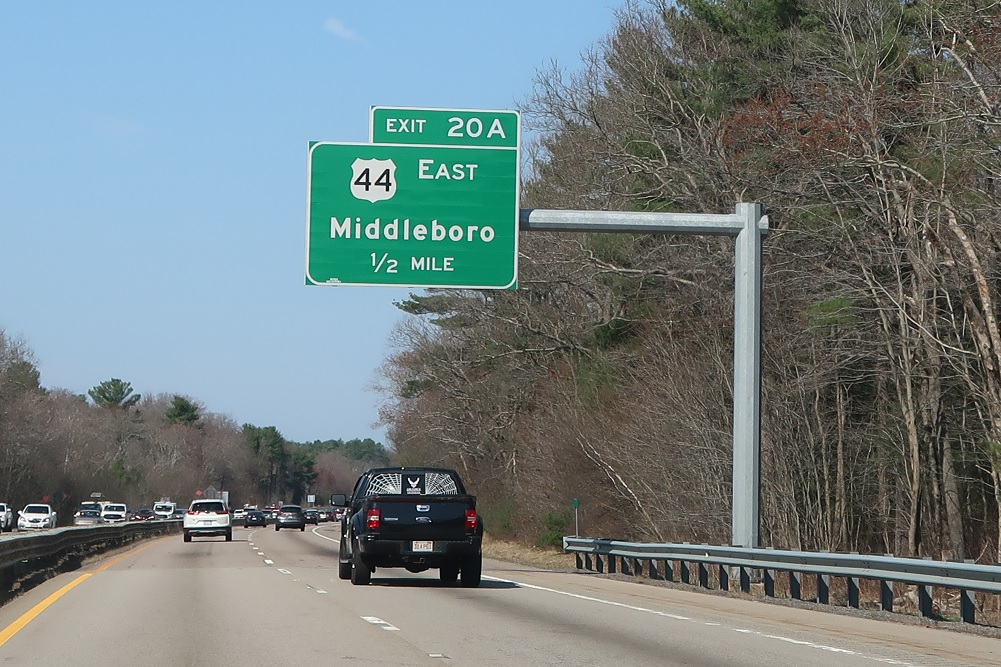 EXIT 20A
44 EAST
Middleboro
1/2 MILE